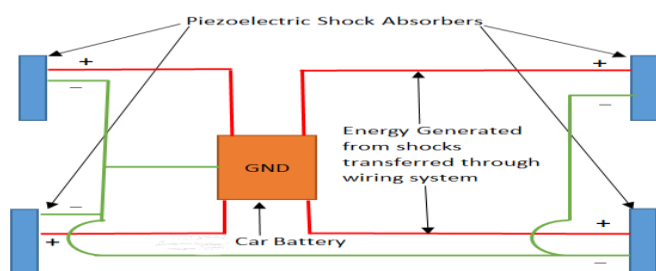 Piezoelectric Shock Absorbers
+
+
–
–
Energy Generated
from shocks
transferred through
wiring system
GND
–
+
+
Car Battery
–